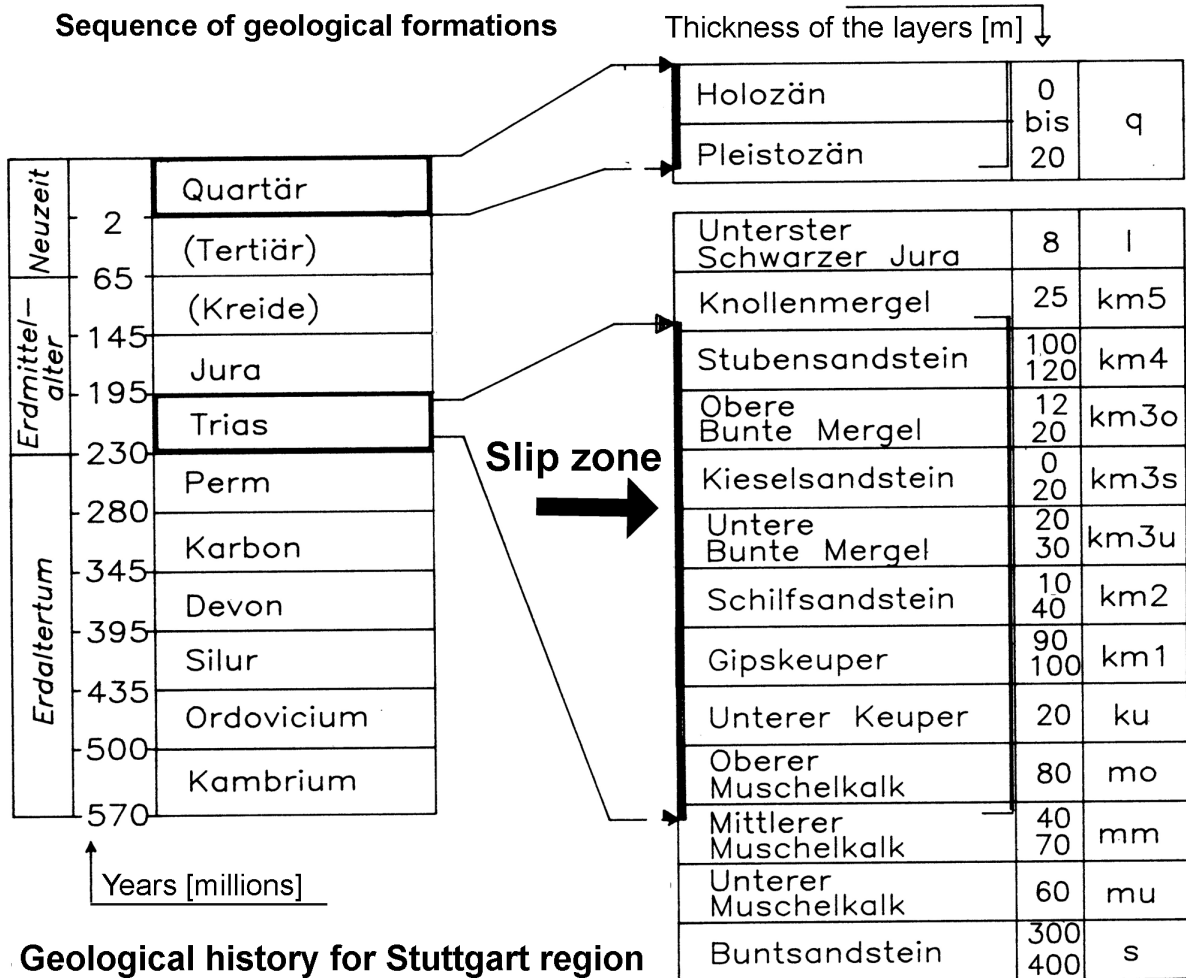 Sequence of geological formations
Thickness of the layers [m]
Neuzeit
Erdmittel-
alter
Erdaltertum
2
65
145
195
230
280
345
395
435
500
570
Quartär
(Tertiär)
(Kreide)
Jura
Trias
Perm
Karbon
Devon
Silur
Ordovicium
Kambrium
Years [millions]
Slip zone
Holozän
Pleistozän
0
bis
20
q
Unterster
Schwarzer Jura
8
l
Knollenmergel
25
km5
Stubensandstein
100
120
km4
Obere
Bunte Mergel
12
20
km3o
Kieselsandstein
0
20
km3s
Untere
Bunte Mergel
20
30
km3u
Schilfsandstein
10
40
km2
Gipskeuper
90
100
km1
Unterer Keuper
20
ku
Oberer
Muschelkalk
80
mo
Mittlerer
Muschelkalk
40
70
mm
Unterer
Muschelkalk
60
mu
Buntsandstein
300
400
s
Geological history for Stuttgart region